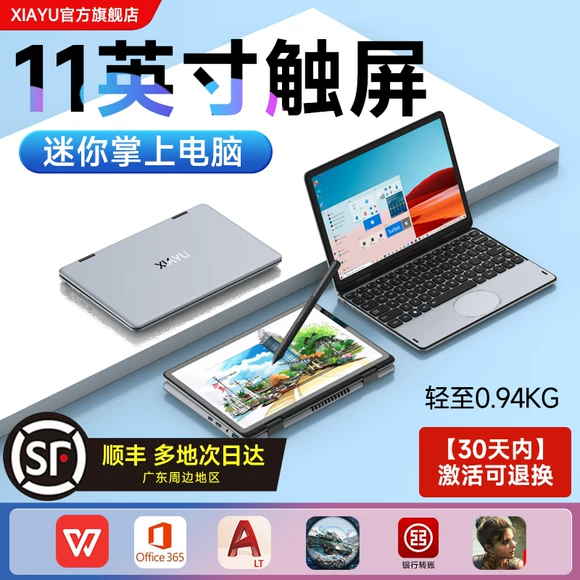 XIAYU官方旗舰店
11英寸触屏
迷你掌上电脑
XIAYU
Surface
轻至0.94KG
SF
顺丰 多地次日达
广东周边地区
【30天内】
激活可退换
W
Office 365
A
LT
银行转账